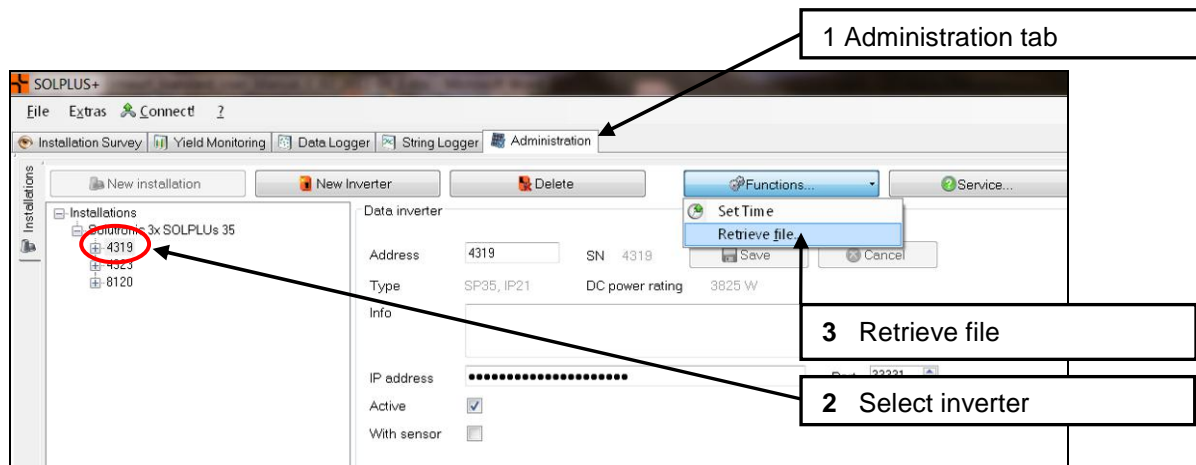 1 Administration tab
SOLPLUS+
File Extras Connect! ?
Installation Survey Yield Monitoring Data Logger String Logger Administration
Installations
New installation New Inverter Delete Functions... Service...
Installations
Solutronic 3x SOLPLUs 35
4319
4323
8120
Data inverter
Set Time
Retrieve file...
Address 4319 SN 4319 Save Cancel
Type SP35, IP21 DC power rating 3825 W
Info
3 Retrieve file
IP address ●●●●●●●●●●●●●●●●●●●●● Port 33331
Active
2 Select inverter
With sensor